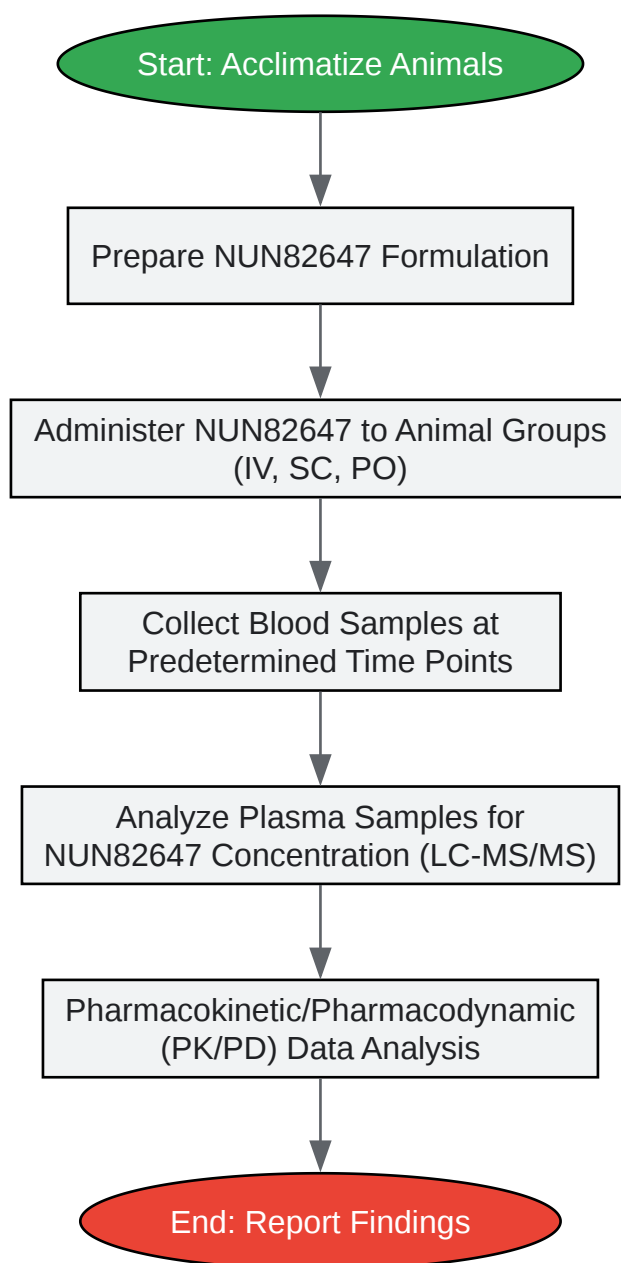 Start: Acclimatize Animals
Prepare NUN82647 Formulation
Administer NUN82647 to Animal Groups
(IV, SC, PO)
Collect Blood Samples at
Predetermined Time Points
Analyze Plasma Samples for
NUN82647 Concentration (LC-MS/MS)
Pharmacokinetic/Pharmacodynamic
(PK/PD) Data Analysis
End: Report Findings